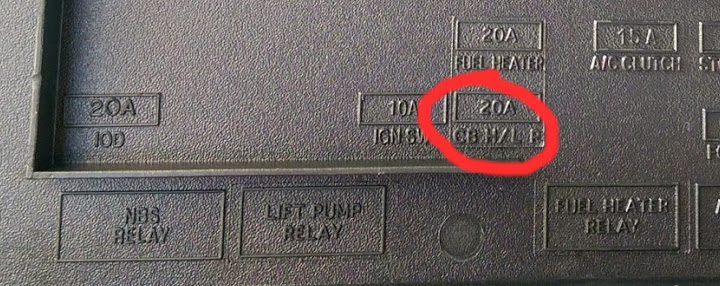 20A
FUEL HEATER
15A
A/C CLUTCH
20A
IOD
10A
IGN SW
20A
CB H/L R
NBS
RELAY
LIFT PUMP
RELAY
FUEL HEATER
RELAY